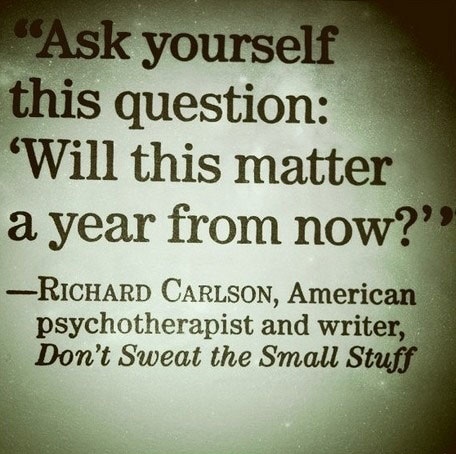 “Ask yourself
this question:
‘Will this matter
a year from now?’”
—RICHARD CARLSON, American
psychotherapist and writer,
Don’t Sweat the Small Stuff